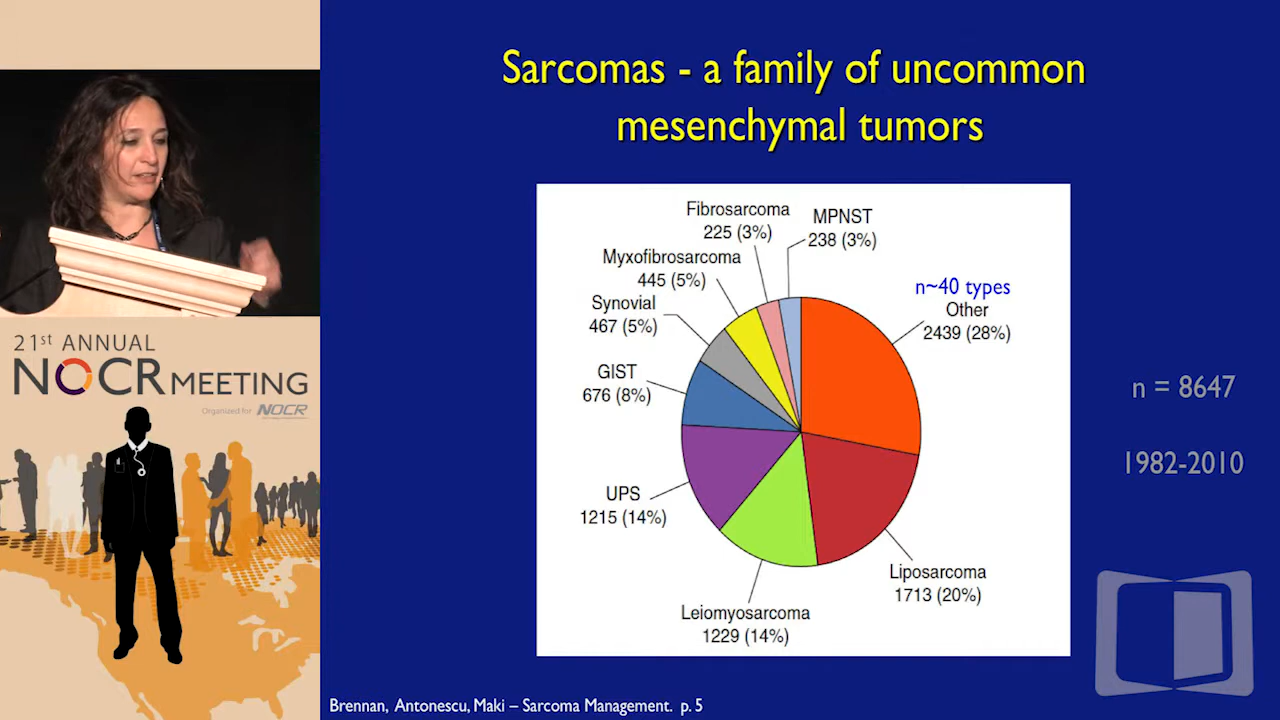 Sarcomas - a family of uncommon
mesenchymal tumors
Fibrosarcoma
225 (3%)
MPNST
238 (3%)
Myxofibrosarcoma
445 (5%)
n~40 types
Other
2439 (28%)
Synovial
467 (5%)
GIST
676 (8%)
n = 8647
1982-2010
UPS
1215 (14%)
Liposarcoma
1713 (20%)
Leiomyosarcoma
1229 (14%)
Brennan, Antonescu, Maki – Sarcoma Management. p. 5
21st ANNUAL
NOCR MEETING
Organized for NOCR